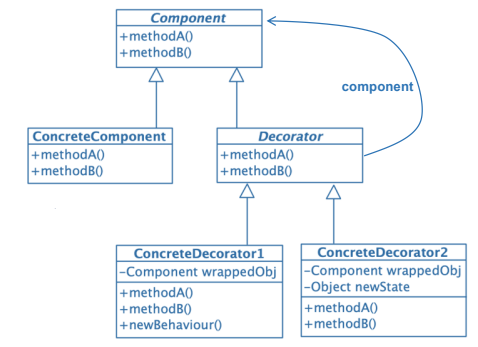 Component
+methodA()
+methodB()
component
ConcreteComponent
+methodA()
+methodB()
Decorator
+methodA()
+methodB()
ConcreteDecorator1
-Component wrappedObj
+methodA()
+methodB()
+newBehaviour()
ConcreteDecorator2
-Component wrappedObj
-Object newState
+methodA()
+methodB()